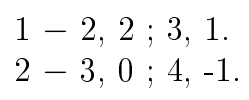 1 – 2, 2 ; 3, 1.
2 – 3, 0 ; 4, -1.